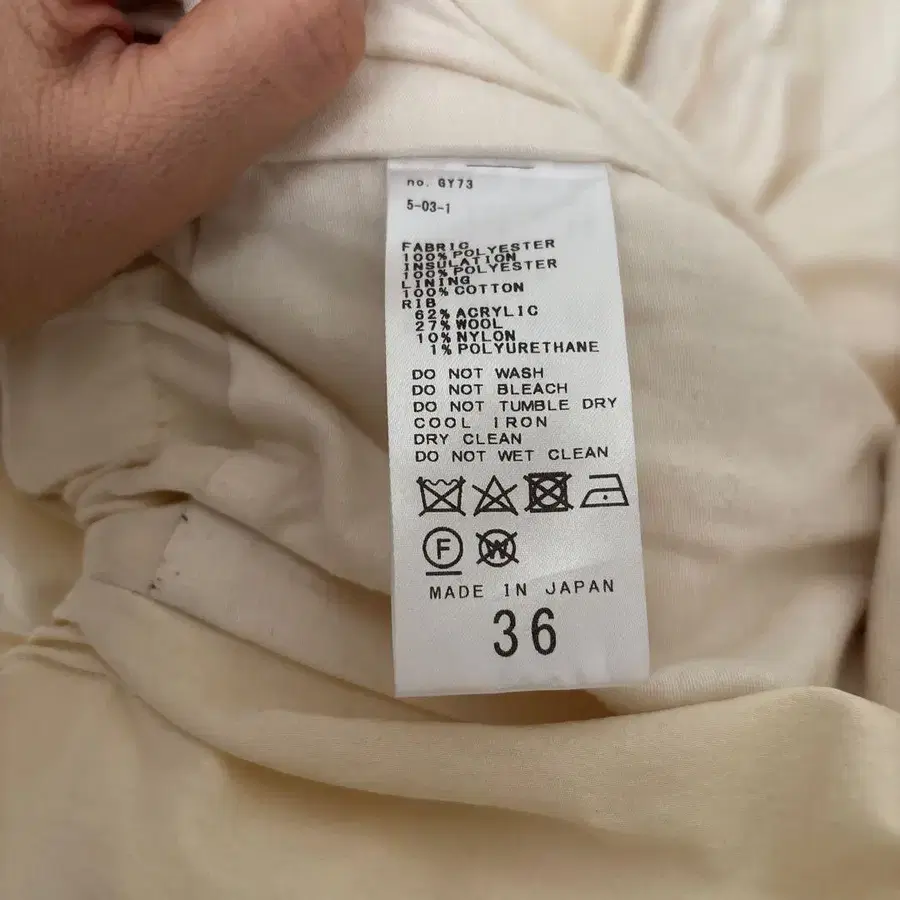 no. GY73
5-03-1
FABRIC
100% POLYESTER
INSULATION
100% POLYESTER
LINING
100% COTTON
RIB
62% ACRYLIC
27% WOOL
10% NYLON
1% POLYURETHANE
DO NOT WASH
DO NOT BLEACH
DO NOT TUMBLE DRY
COOL IRON
DRY CLEAN
DO NOT WET CLEAN
F W
MADE IN JAPAN
36